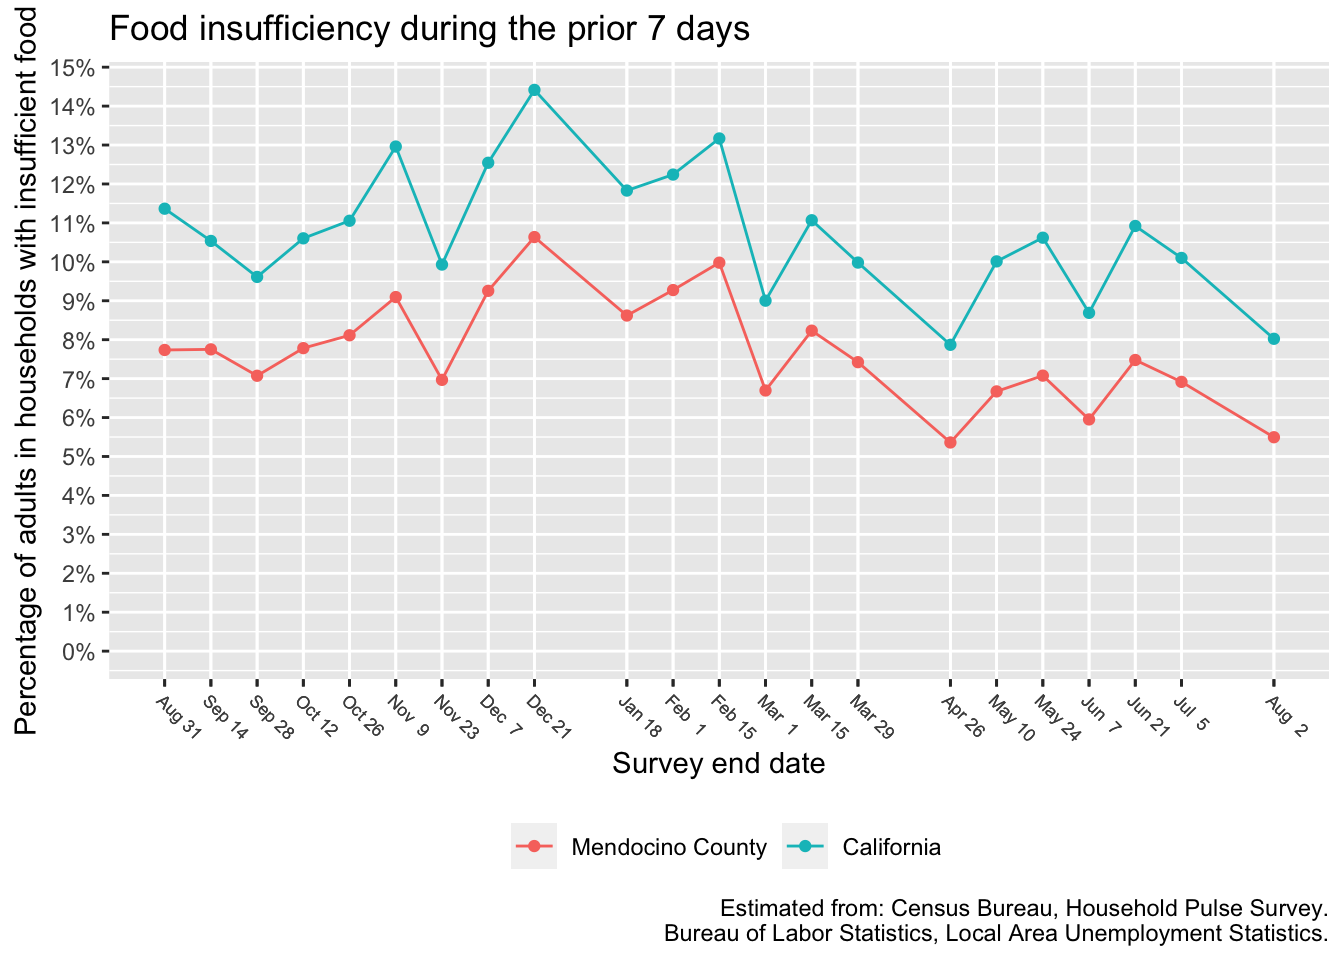 Food insufficiency during the prior 7 days
Percentage of adults in households with insufficient food
15%
14%
13%
12%
11%
10%
9%
8%
7%
6%
5%
4%
3%
2%
1%
0%
Aug 31
Sep 14
Sep 28
Oct 12
Oct 26
Nov 9
Nov 23
Dec 7
Dec 21
Jan 18
Feb 1
Feb 15
Mar 1
Mar 15
Mar 29
Apr 26
May 10
May 24
Jun 7
Jun 21
Jul 5
Aug 2
Survey end date
Mendocino County
California
Estimated from: Census Bureau, Household Pulse Survey.
Bureau of Labor Statistics, Local Area Unemployment Statistics.